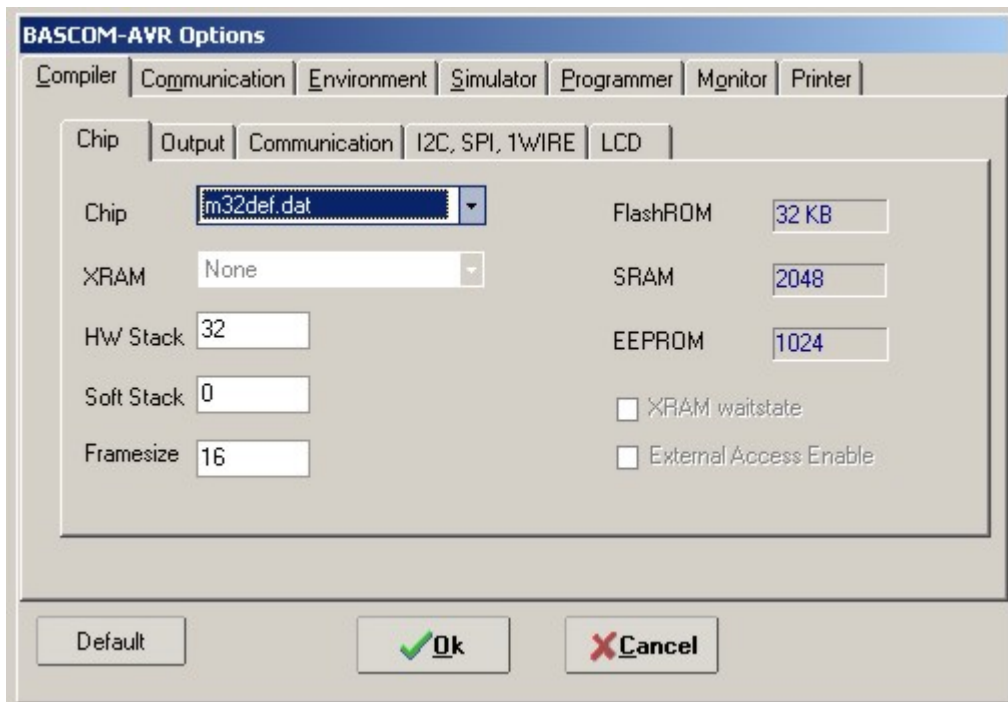 BASCOM-AVR Options
Compiler Communication Environment Simulator Programmer Monitor Printer
Chip Output Communication I2C, SPI, 1WIRE LCD
Chip m32def.dat FlashROM 32 KB
XRAM None SRAM 2048
HW Stack 32 EEPROM 1024
Soft Stack 0 XRAM waitstate
Framesize 16 External Access Enable
Default Ok Cancel